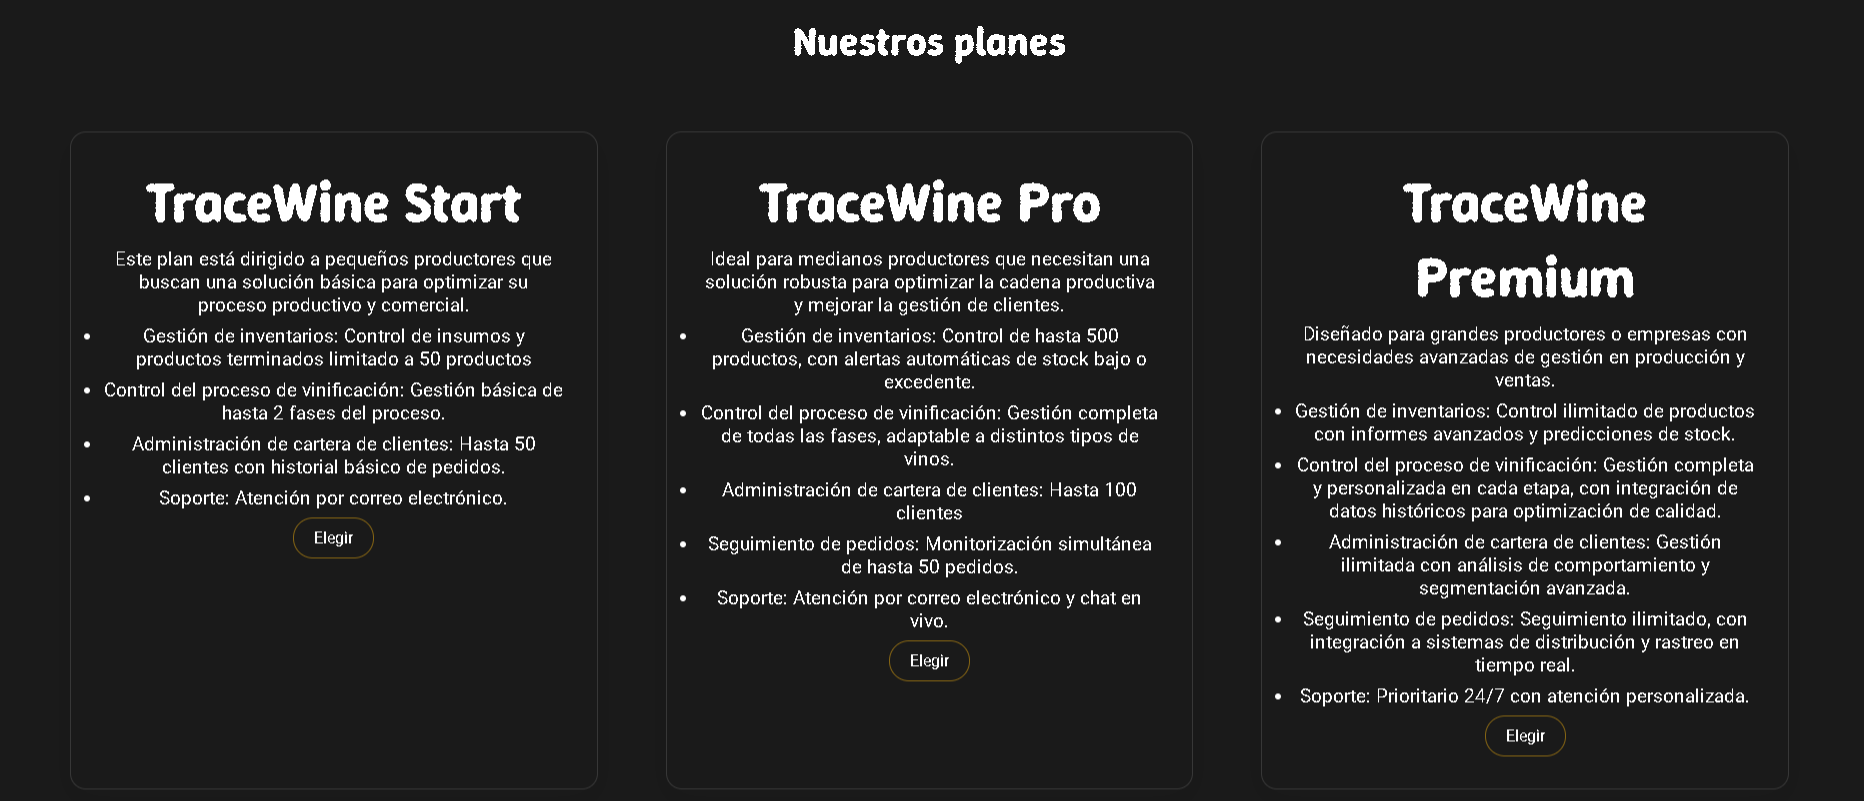 Nuestros planes
TraceWine Start
Este plan está dirigido a pequeños productores que
buscan una solución básica para optimizar su
proceso productivo y comercial.
• Gestión de inventarios: Control de insumos y
productos terminados limitado a 50 productos
• Control del proceso de vinificación: Gestión básica de
hasta 2 fases del proceso.
• Administración de cartera de clientes: Hasta 50
clientes con historial básico de pedidos.
• Soporte: Atención por correo electrónico.
Elegir
TraceWine Pro
Ideal para medianos productores que necesitan una
solución robusta para optimizar la cadena productiva
y mejorar la gestión de clientes.
• Gestión de inventarios: Control de hasta 500
productos, con alertas automáticas de stock bajo o
excedente.
• Control del proceso de vinificación: Gestión completa
de todas las fases, adaptable a distintos tipos de
vinos.
• Administración de cartera de clientes: Hasta 100
clientes
• Seguimiento de pedidos: Monitorización simultánea
de hasta 50 pedidos.
• Soporte: Atención por correo electrónico y chat en
vivo.
Elegir
TraceWine
Premium
Diseñado para grandes productores o empresas con
necesidades avanzadas de gestión en producción y
ventas.
• Gestión de inventarios: Control ilimitado de productos
con informes avanzados y predicciones de stock.
• Control del proceso de vinificación: Gestión completa
y personalizada en cada etapa, con integración de
datos históricos para optimización de calidad.
• Administración de cartera de clientes: Gestión
ilimitada con análisis de comportamiento y
segmentación avanzada.
• Seguimiento de pedidos: Seguimiento ilimitado, con
integración a sistemas de distribución y rastreo en
tiempo real.
• Soporte: Prioritario 24/7 con atención personalizada.
Elegir